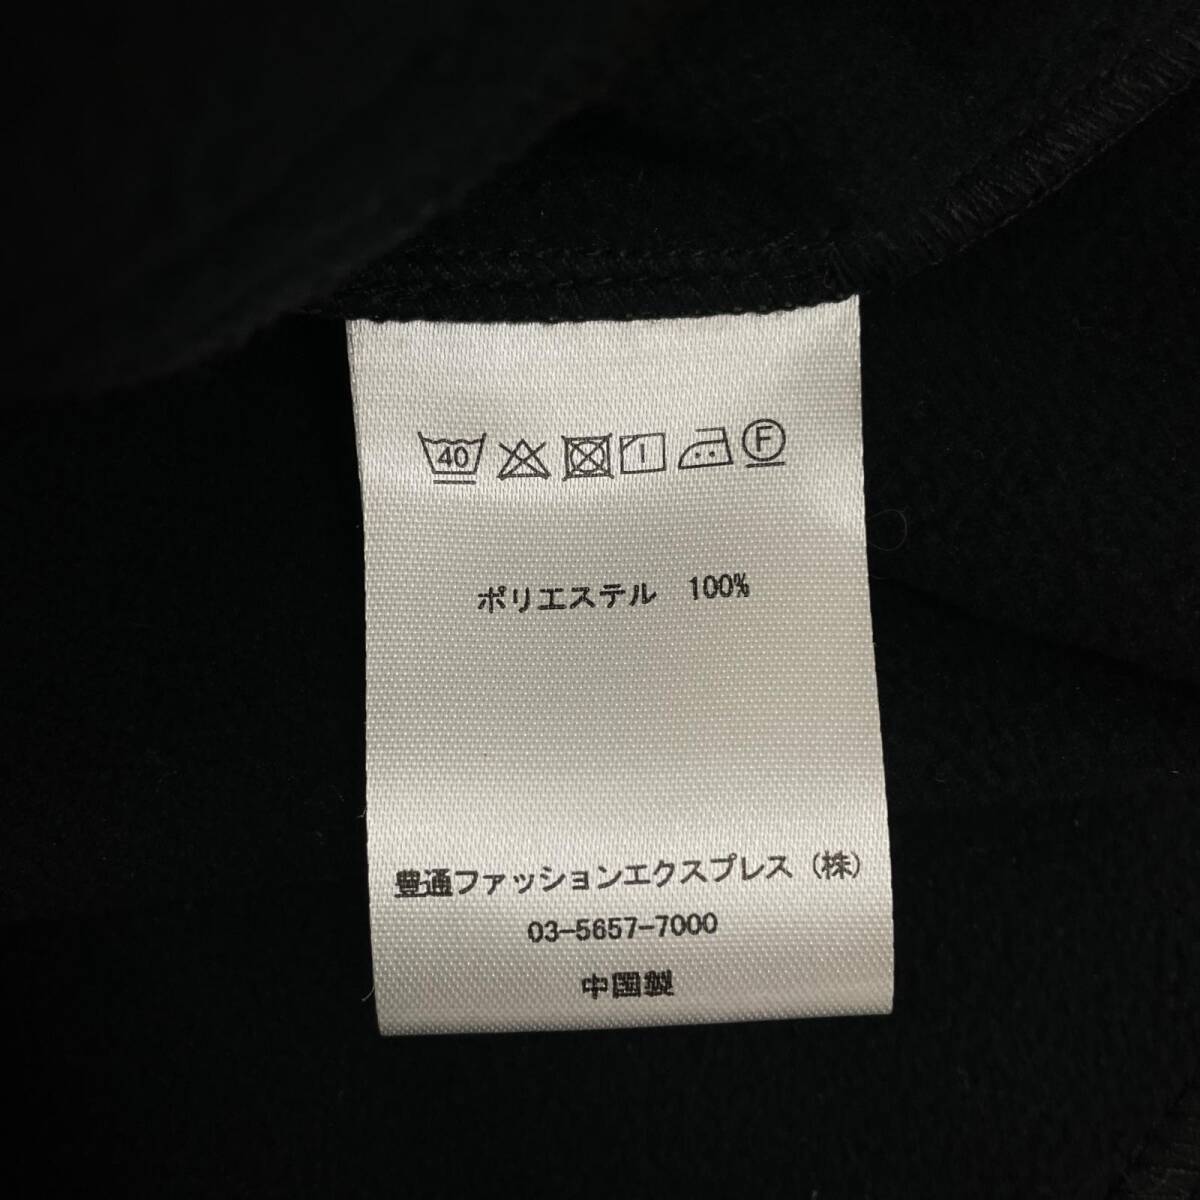 40 F
ポリエステル 100%
豊通ファッションエクスプレス(株)
03-5657-7000
中国製